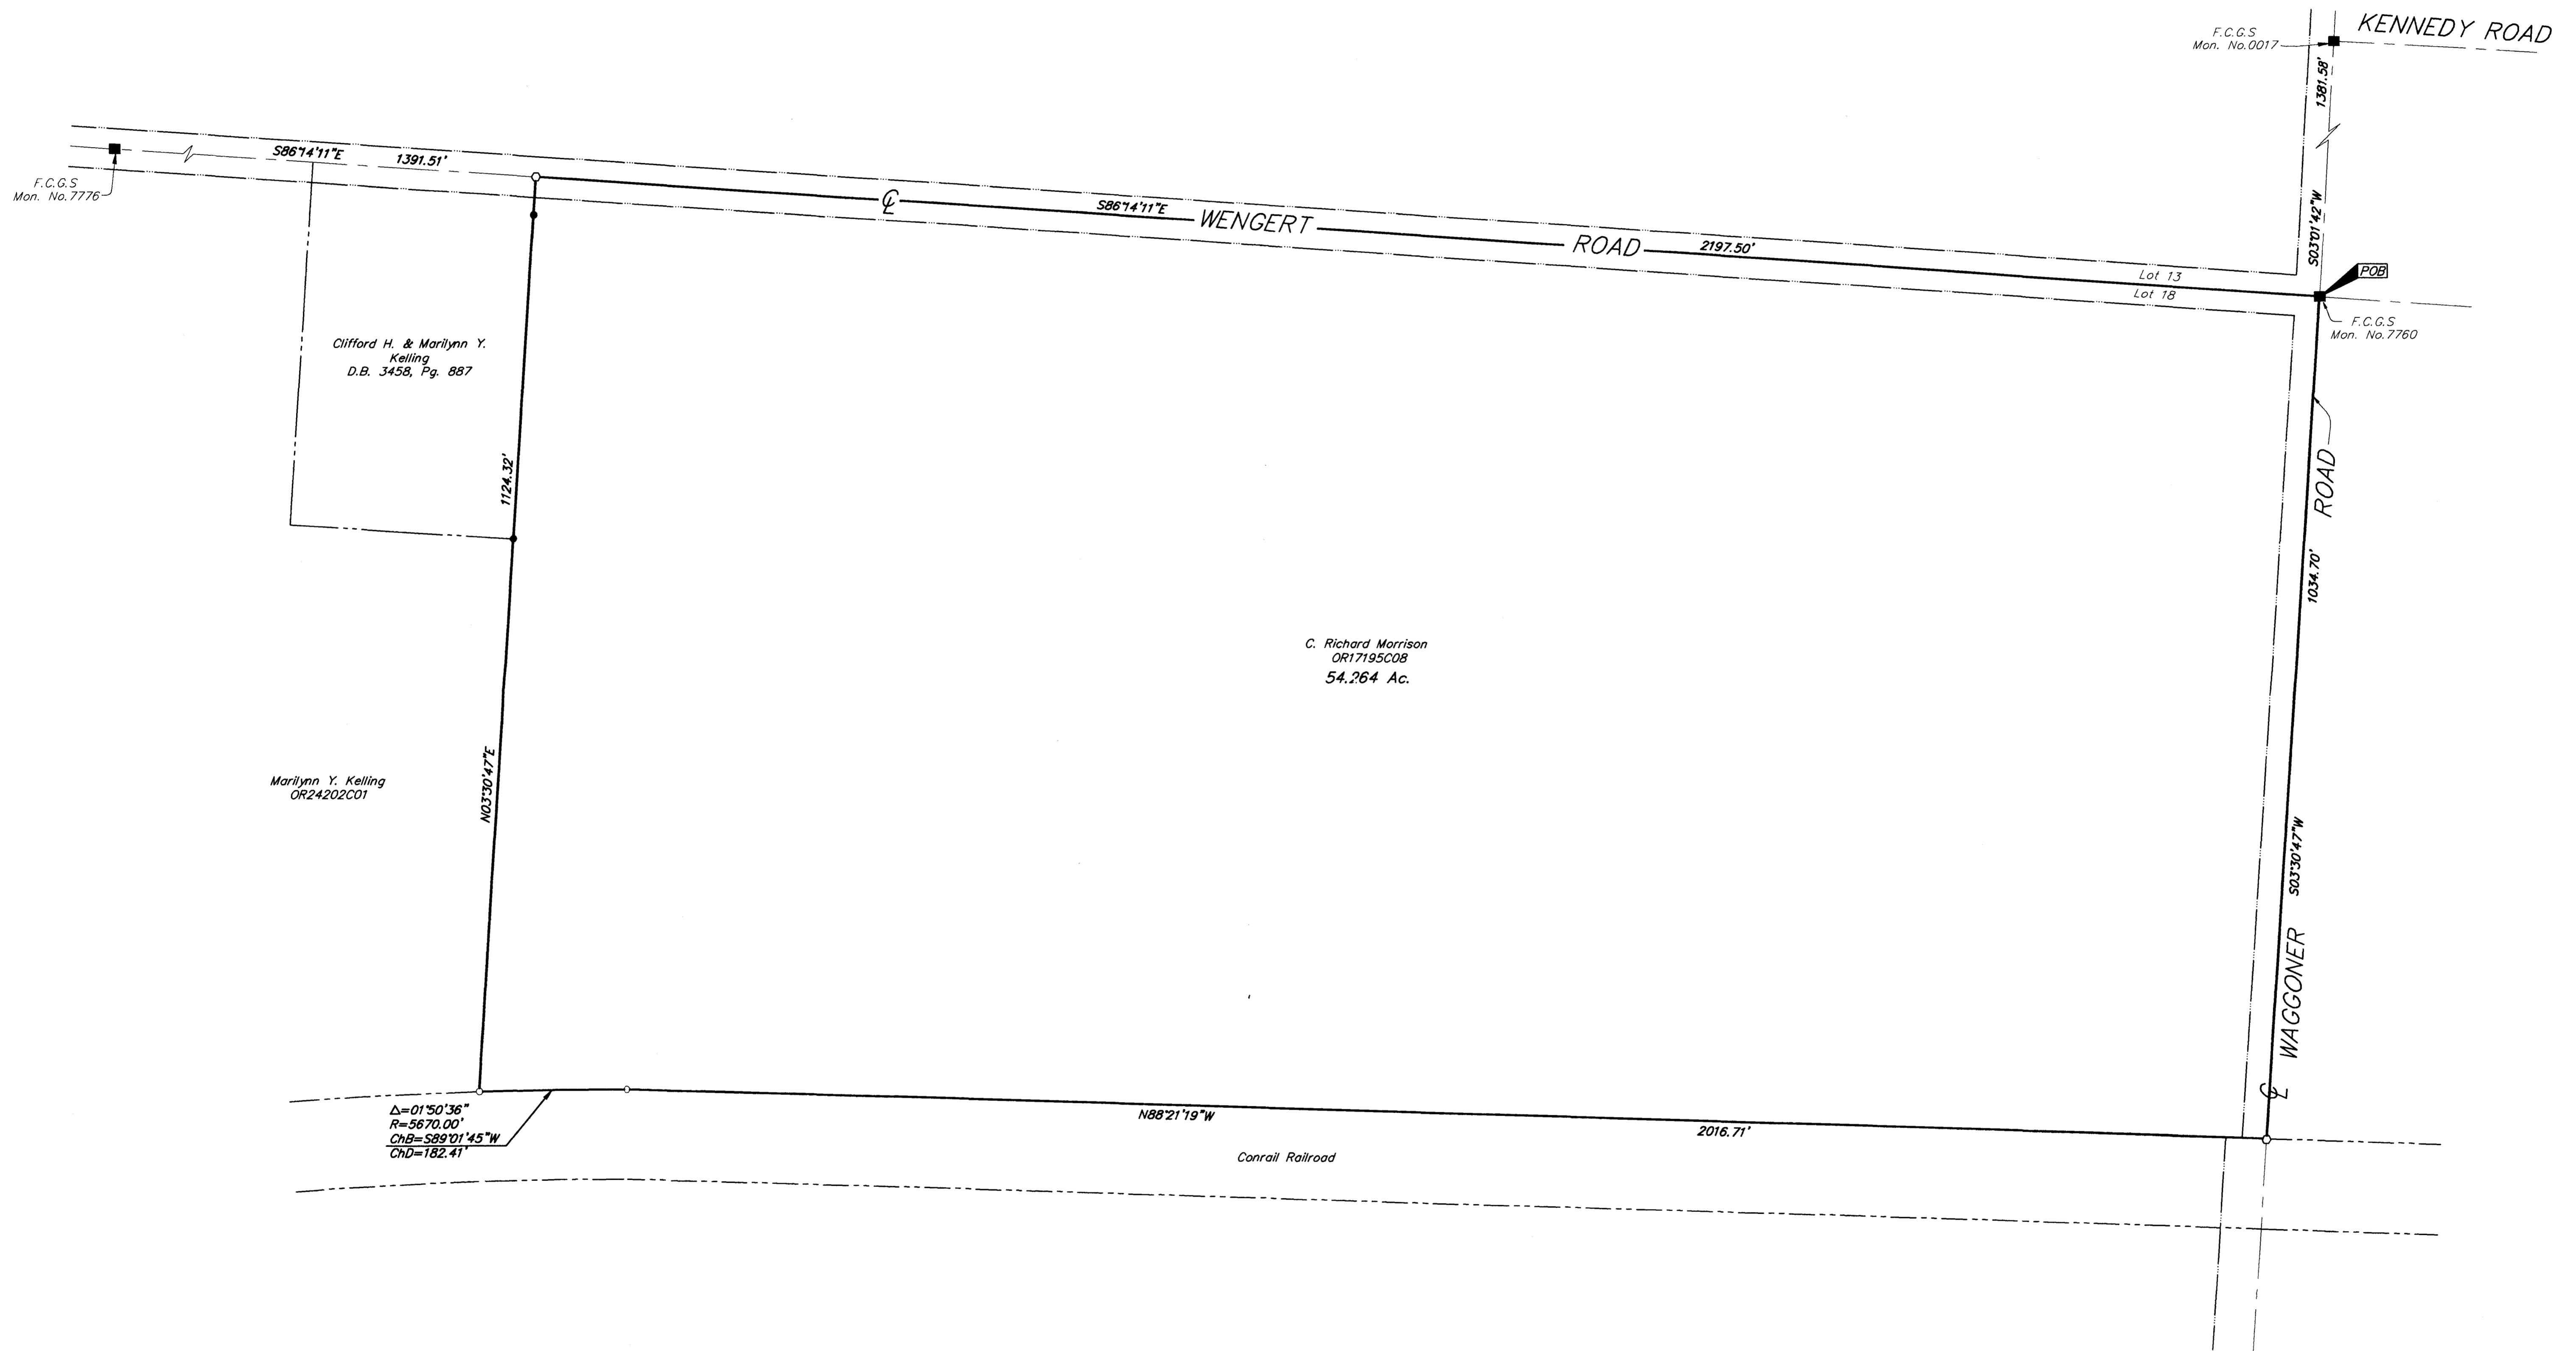 KENNEDY ROAD
F.C.G.S
Mon. No.0017
1381.58'
S03°01'42"W
S86°14'11"E
1391.51'
F.C.G.S
Mon. No.7776
S86°14'11"E
WENGERT ROAD
2197.50'
Lot 13
Lot 18
POB
F.C.G.S
Mon. No.7760
Clifford H. & Marilynn Y.
Kelling
D.B. 3458, Pg. 887
1124.32'
N03°30'47"E
C. Richard Morrison
OR17195C08
54.264 Ac.
Marilynn Y. Kelling
OR24202C01
WAGGONER ROAD
1034.70'
S03°30'47"W
Δ=01°50'36"
R=5670.00'
ChB=S89°01'45"W
ChD=182.41'
N88°21'19"W
2016.71'
Conrail Railroad